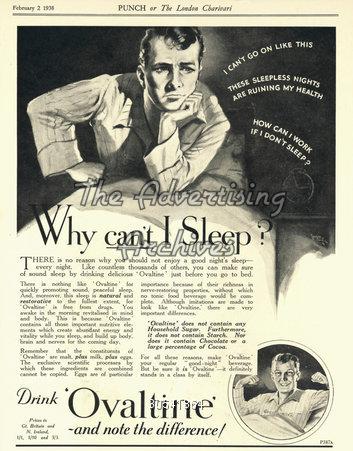 February 2 1938
PUNCH or The London Charivari
I CAN'T GO ON LIKE THIS
THESE SLEEPLESS NIGHTS
ARE RUINING MY HEALTH
HOW CAN I WORK
IF I DON'T SLEEP?
The Advertising
Archives
Why can't I Sleep?
THERE is no reason why you should not enjoy a good night's sleep—
every night. Like countless thousands of others, you can make sure
of sound sleep by drinking delicious 'Ovaltine' just before you go to bed.
There is nothing like 'Ovaltine' for
quickly promoting sound, peaceful sleep.
And, moreover, this sleep is natural and
restorative to the fullest extent, for
'Ovaltine' is free from drugs. You
awake in the morning revitalised in mind
and body. This is because 'Ovaltine'
contains all those important nutritive ele-
ments which create abundant energy and
vitality while you sleep, and build up body,
brain and nerves for the coming day.
Remember that the constituents of
'Ovaltine' are malt, plus milk, plus eggs.
The exclusive scientific processes by
which these ingredients are combined
cannot be copied. Eggs are of particular
importance because of their richness in
nerve-restoring properties, without which
no tonic food beverage would be com-
plete. Although imitations are made to
look like 'Ovaltine,' there are very
important differences.
'Ovaltine' does not contain any
Household Sugar. Furthermore,
it does not contain Starch. Nor
does it contain Chocolate or a
large percentage of Cocoa.
For all these reasons, make 'Ovaltine'
your regular "good-night" beverage.
But be sure it is 'Ovaltine'—it definitely
stands in a class by itself.
Drink 'Ovaltine'
-and note the difference!
Prices in
Gt. Britain and
N. Ireland,
1/1, 1/10 and 3/3
P387A